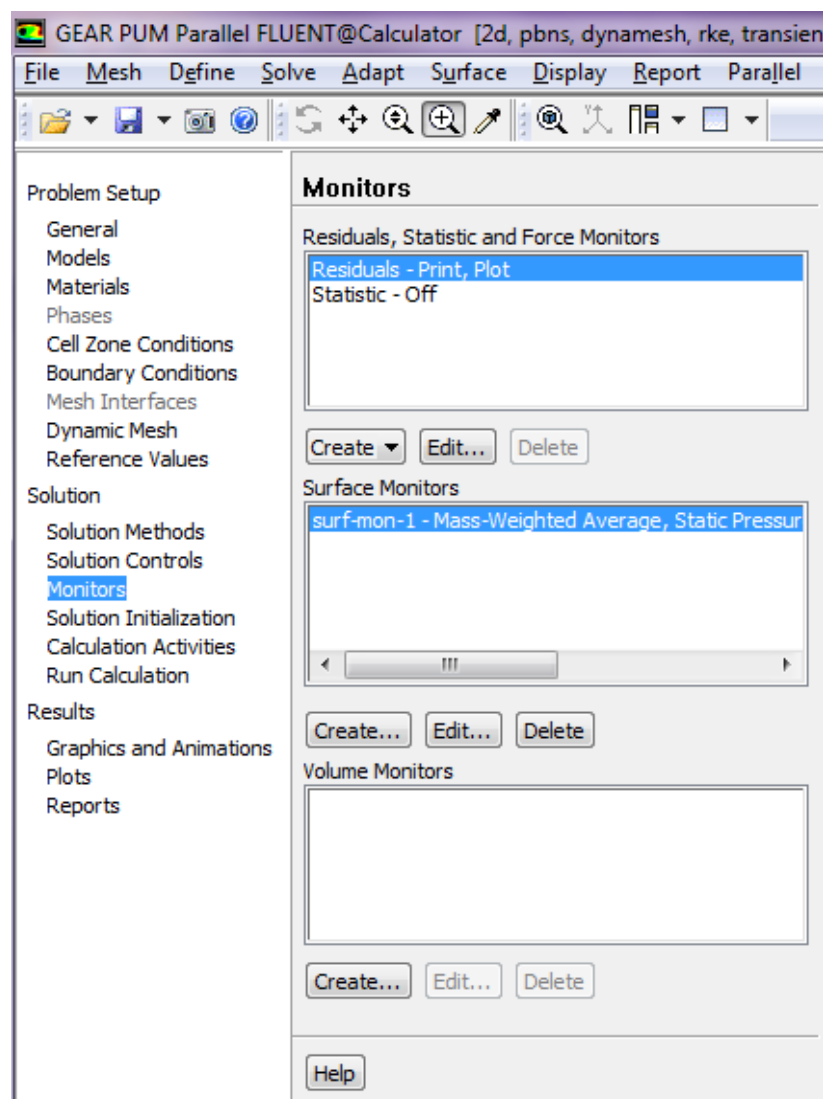 GEAR PUM Parallel FLUENT@Calculator [2d, pbns, dynamesh, rke, transien
File Mesh Define Solve Adapt Surface Display Report Parallel
Problem Setup
General
Models
Materials
Phases
Cell Zone Conditions
Boundary Conditions
Mesh Interfaces
Dynamic Mesh
Reference Values
Solution
Solution Methods
Solution Controls
Monitors
Solution Initialization
Calculation Activities
Run Calculation
Results
Graphics and Animations
Plots
Reports
Monitors
Residuals, Statistic and Force Monitors
Residuals - Print, Plot
Statistic - Off
Create Edit... Delete
Surface Monitors
surf-mon-1 - Mass-Weighted Average, Static Pressur
Create... Edit... Delete
Volume Monitors
Create... Edit... Delete
Help